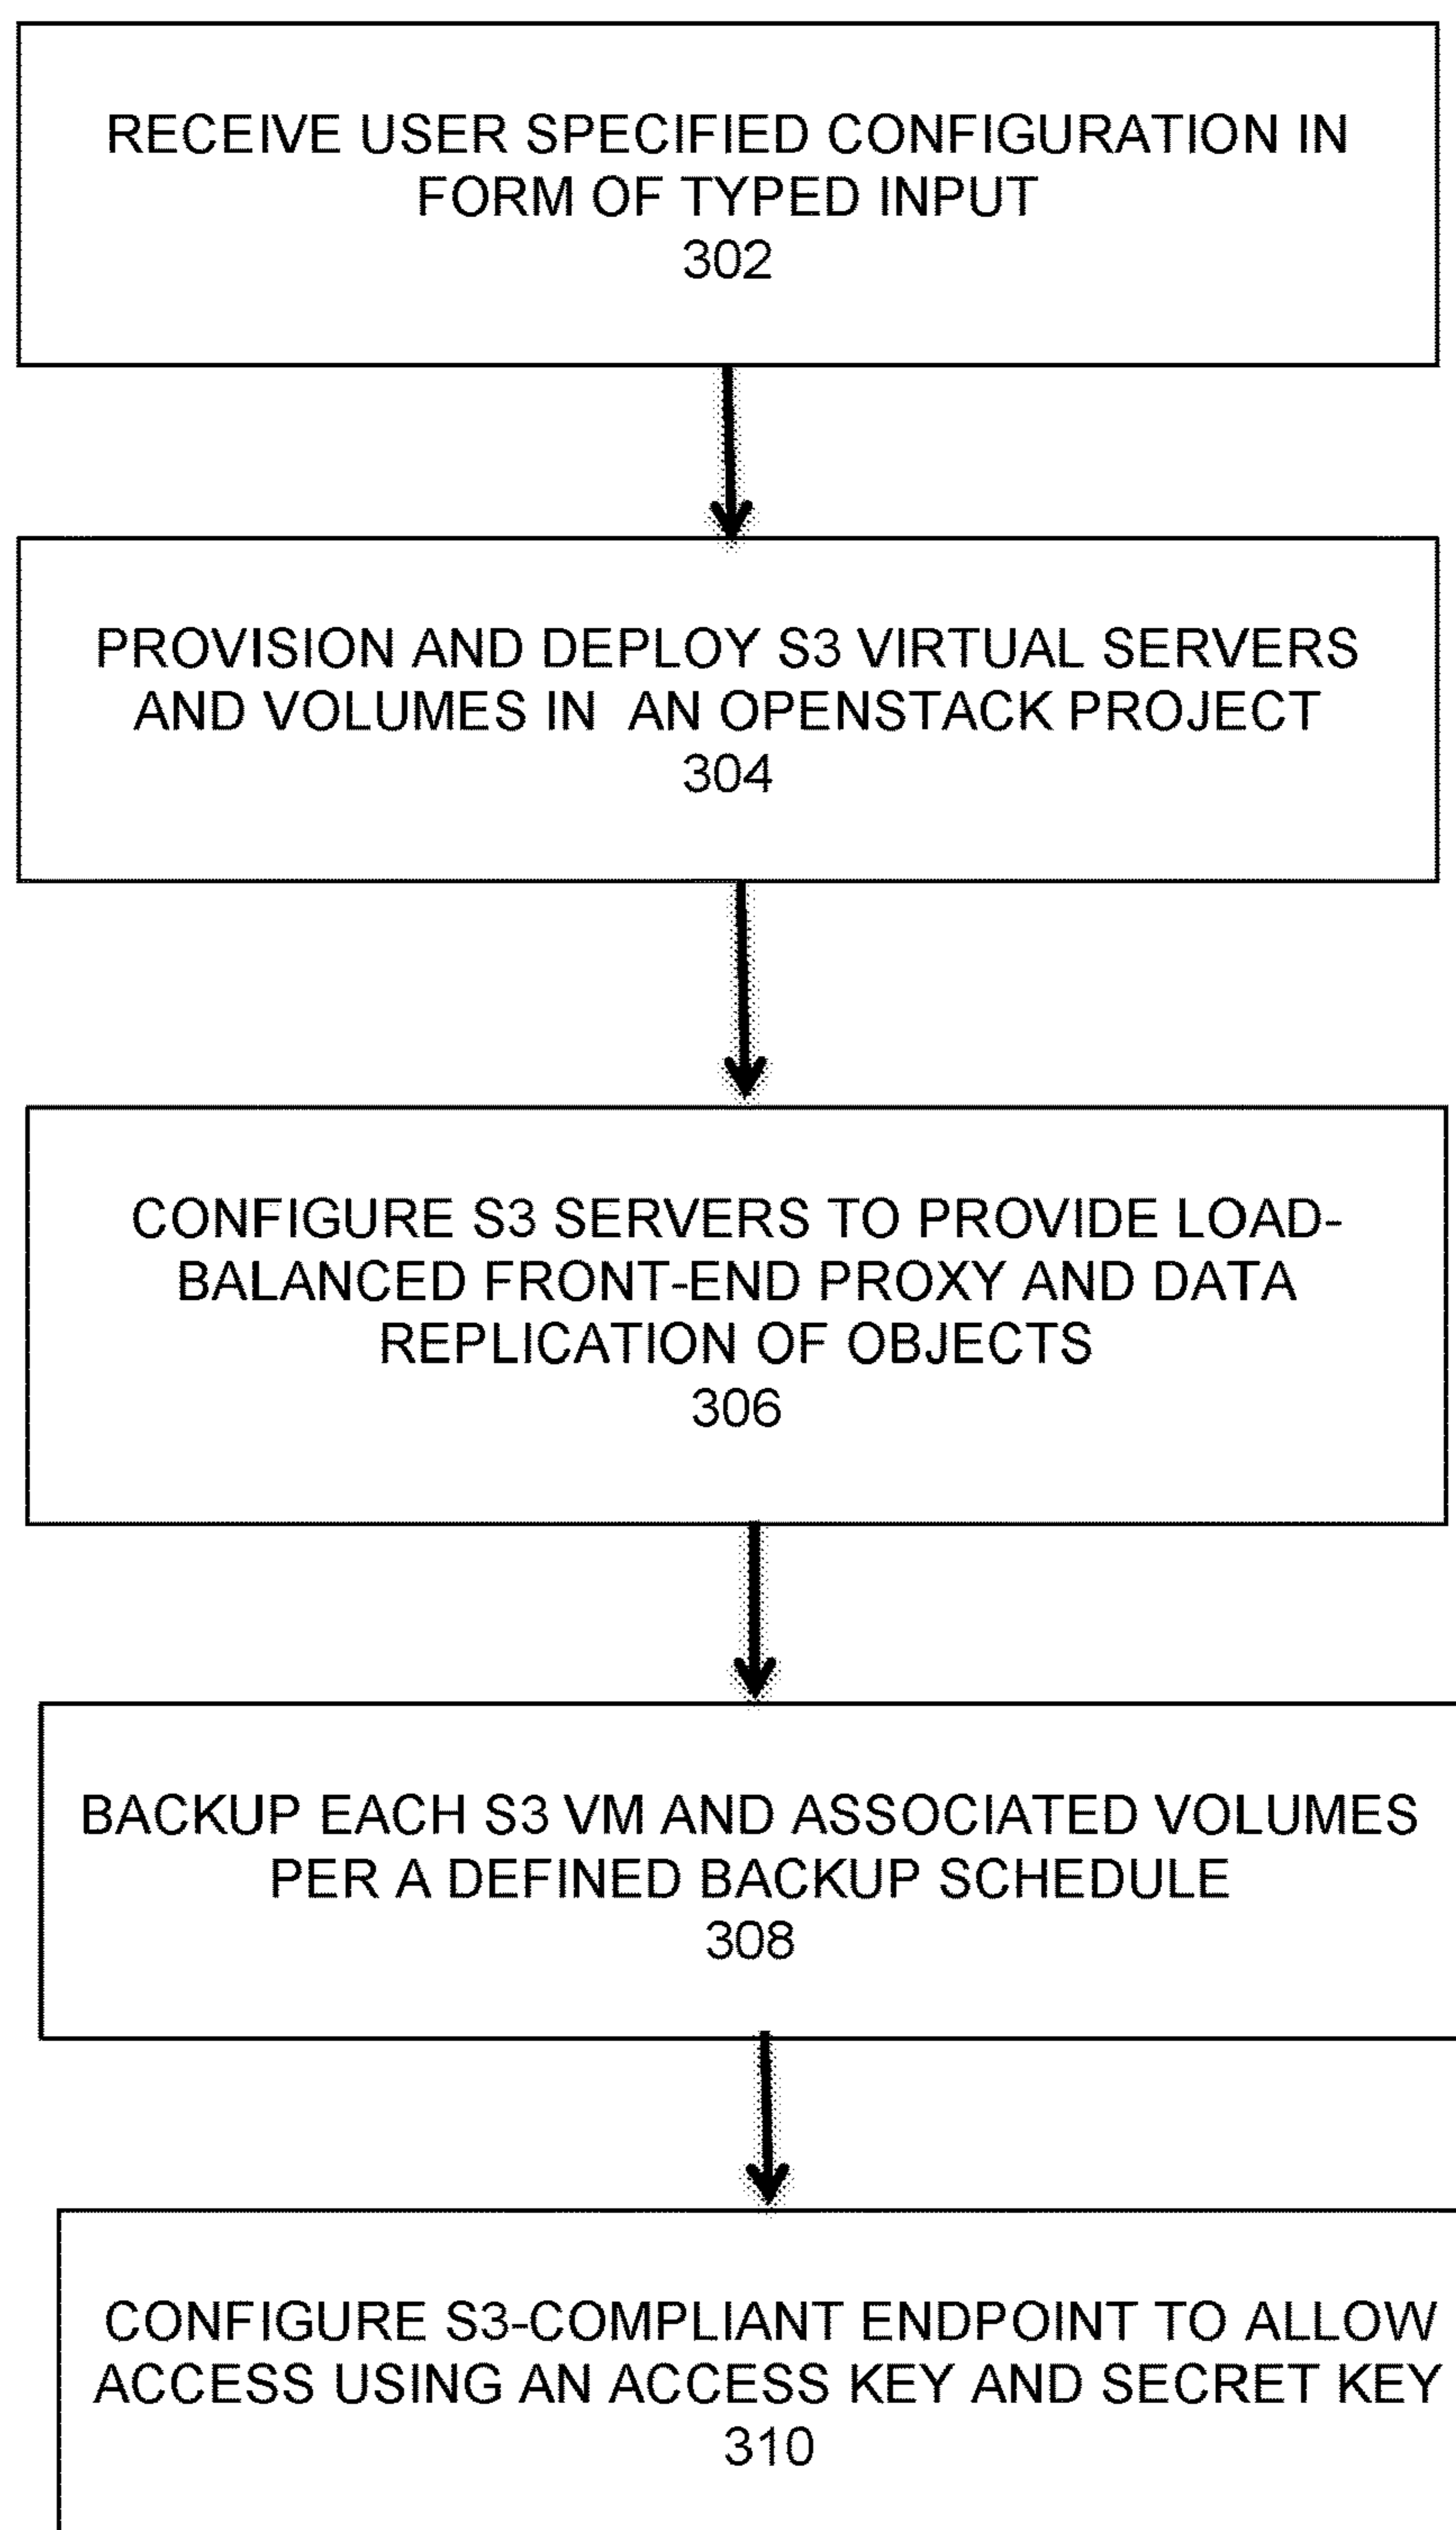 RECEIVE USER SPECIFIED CONFIGURATION IN
FORM OF TYPED INPUT
302
PROVISION AND DEPLOY S3 VIRTUAL SERVERS
AND VOLUMES IN AN OPENSTACK PROJECT
304
CONFIGURE S3 SERVERS TO PROVIDE LOAD-
BALANCED FRONT-END PROXY AND DATA
REPLICATION OF OBJECTS
306
BACKUP EACH S3 VM AND ASSOCIATED VOLUMES
PER A DEFINED BACKUP SCHEDULE
308
CONFIGURE S3-COMPLIANT ENDPOINT TO ALLOW
ACCESS USING AN ACCESS KEY AND SECRET KEY
310